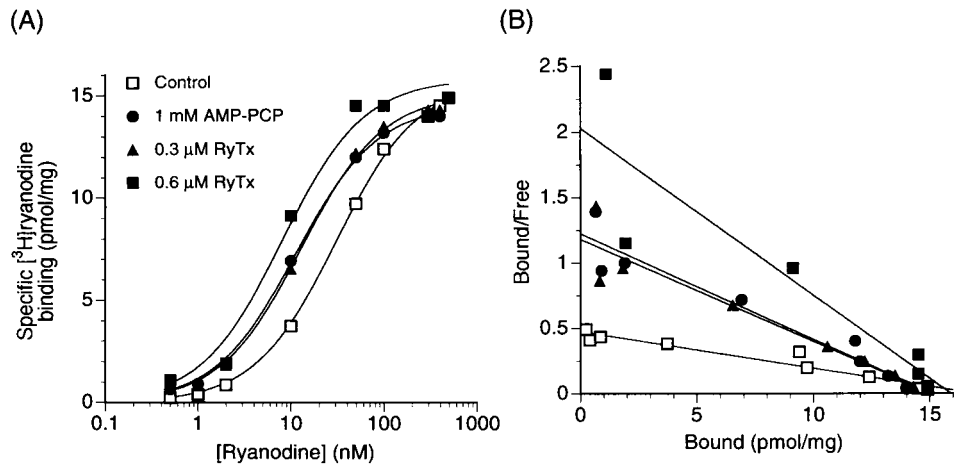 (A)
Control
1 mM AMP-PCP
0.3 µM RyTx
0.6 µM RyTx
Specific [³H]ryanodine
binding (pmol/mg)
15
10
5
0
0.1
1
10
100
1000
[Ryanodine] (nM)
(B)
Bound/Free
2.5
2
1.5
1
0.5
0
0
5
10
15
Bound (pmol/mg)